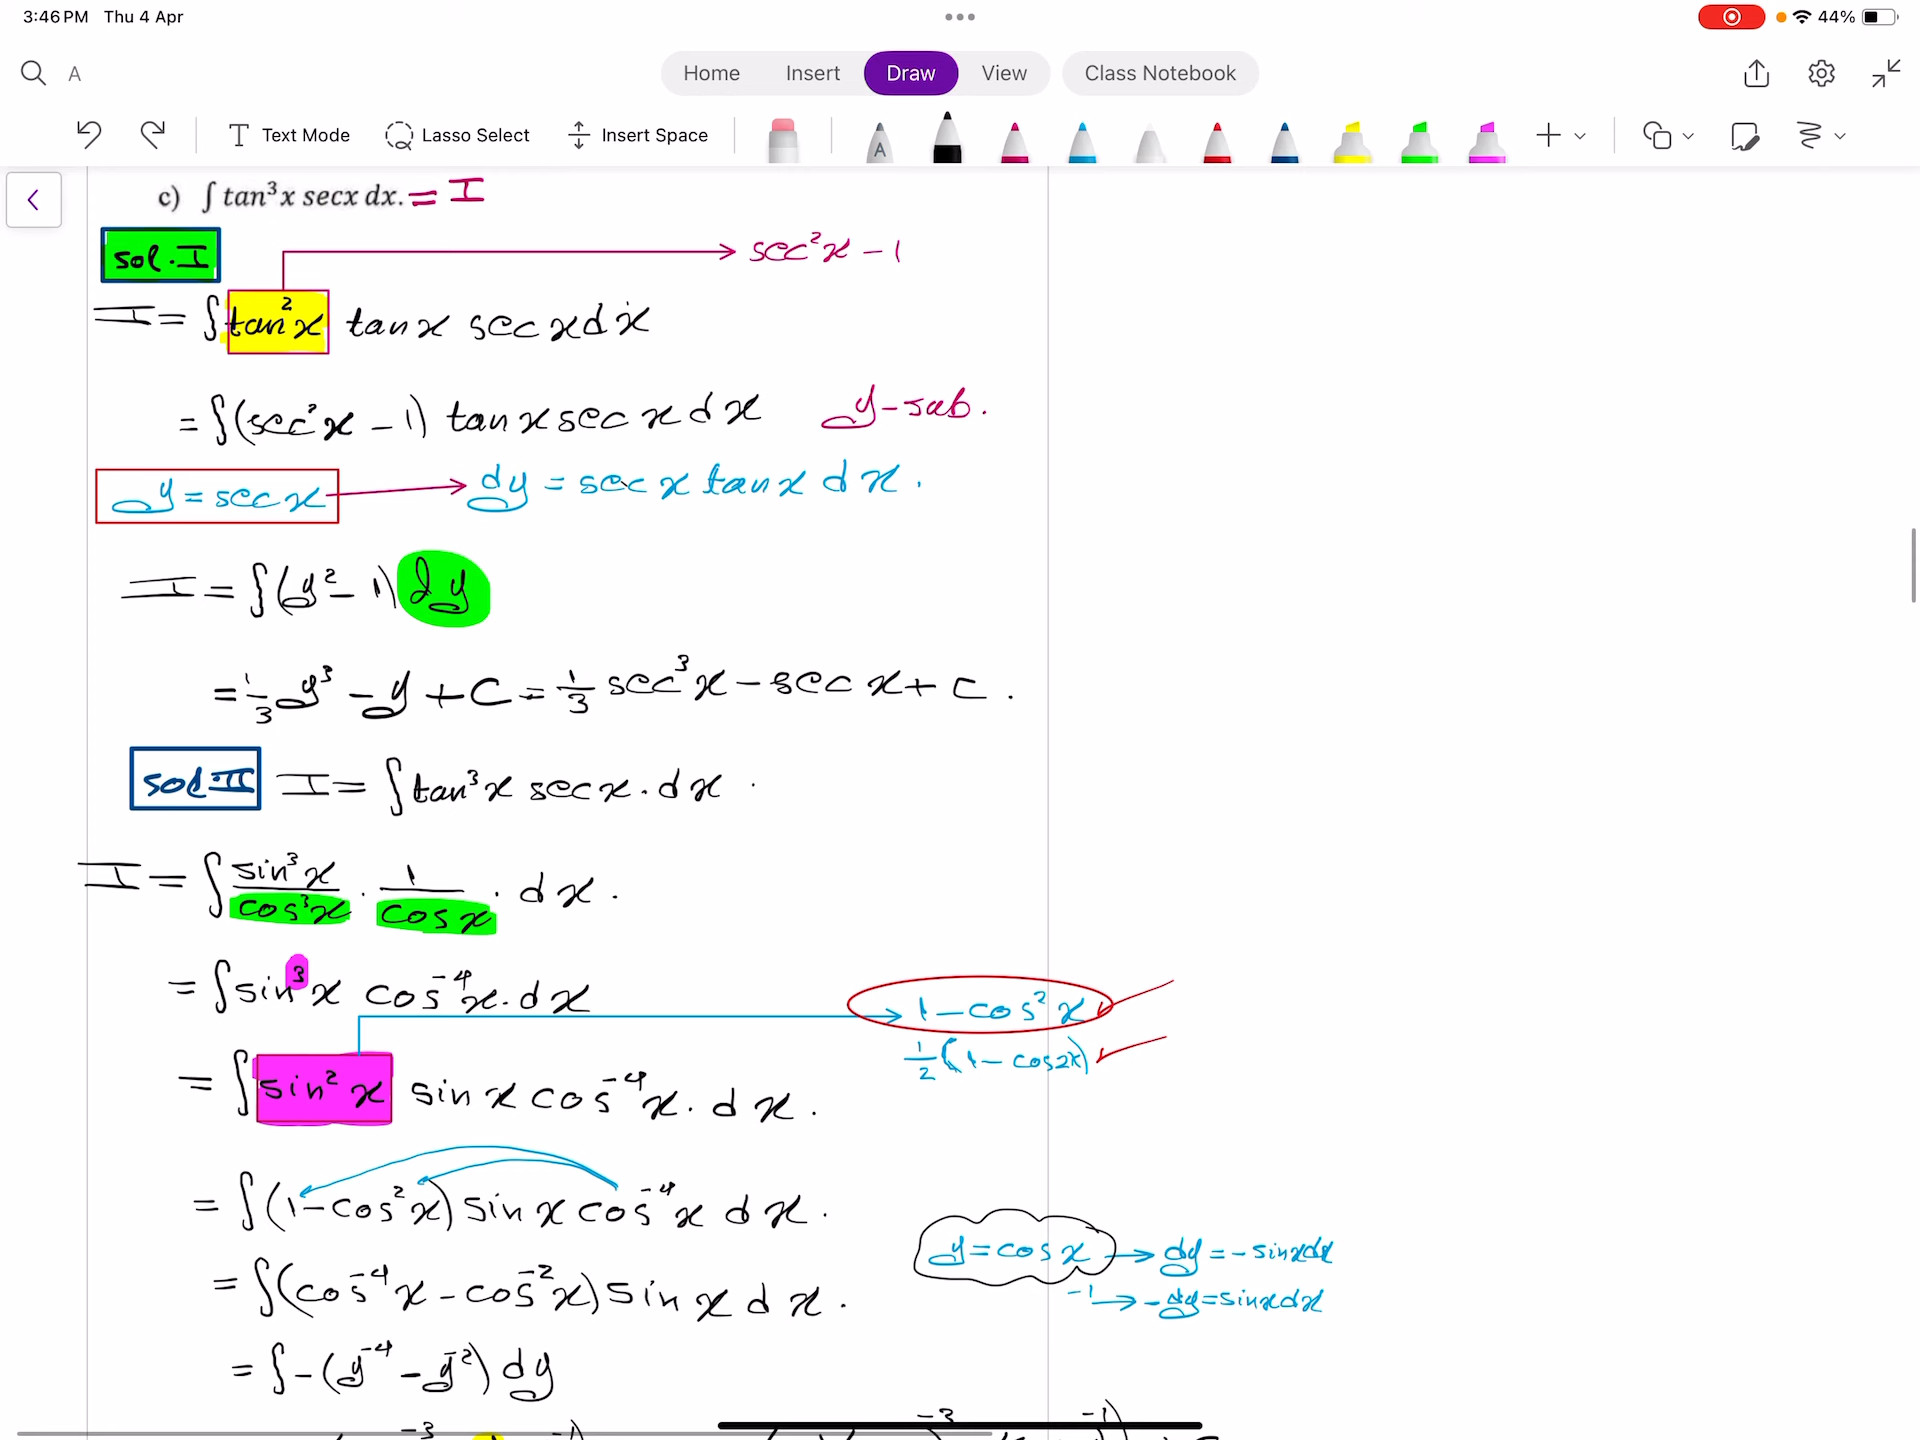 3:46 PM Thu 4 Apr
44%
A
Home Insert Draw View Class Notebook
Text Mode Lasso Select Insert Space
A
c) ∫ tan³ x secx dx. = I
sol. I
sec²x − 1
I = ∫ tan²x tanx secx dx
= ∫(sec²x − 1) tanx secx dx y-sub.
y = secx → dy = secx tanx dx.
I = ∫(y² − 1) dy
= 1/3 y³ − y + C = 1/3 sec³x − secx + C.
sol. II I = ∫ tan³x secx . dx .
I = ∫ sin³x/cos³x . 1/cosx . dx .
= ∫ sin³x cos⁻⁴x . dx
1 − cos²x
1/2 (1 − cos2x)
= ∫ sin²x sinx cos⁻⁴x . dx .
= ∫(1 − cos²x) sinx cos⁻⁴x dx .
y = cosx → dy = − sinxdx
−1 → −dy = sinxdx
= ∫(cos⁻⁴x − cos⁻²x) sinx dx .
= ∫ −(y⁻⁴ − y⁻²) dy